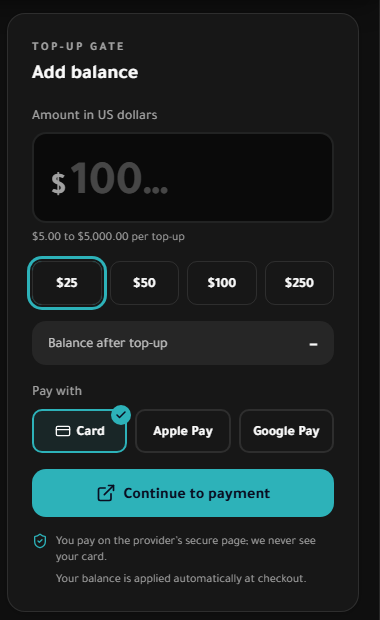 TOP-UP GATE
Add balance
Amount in US dollars
$100...
$5.00 to $5,000.00 per top-up
$25 $50 $100 $250
Balance after top-up –
Pay with
Card Apple Pay Google Pay
Continue to payment
You pay on the provider's secure page; we never see
your card.
Your balance is applied automatically at checkout.